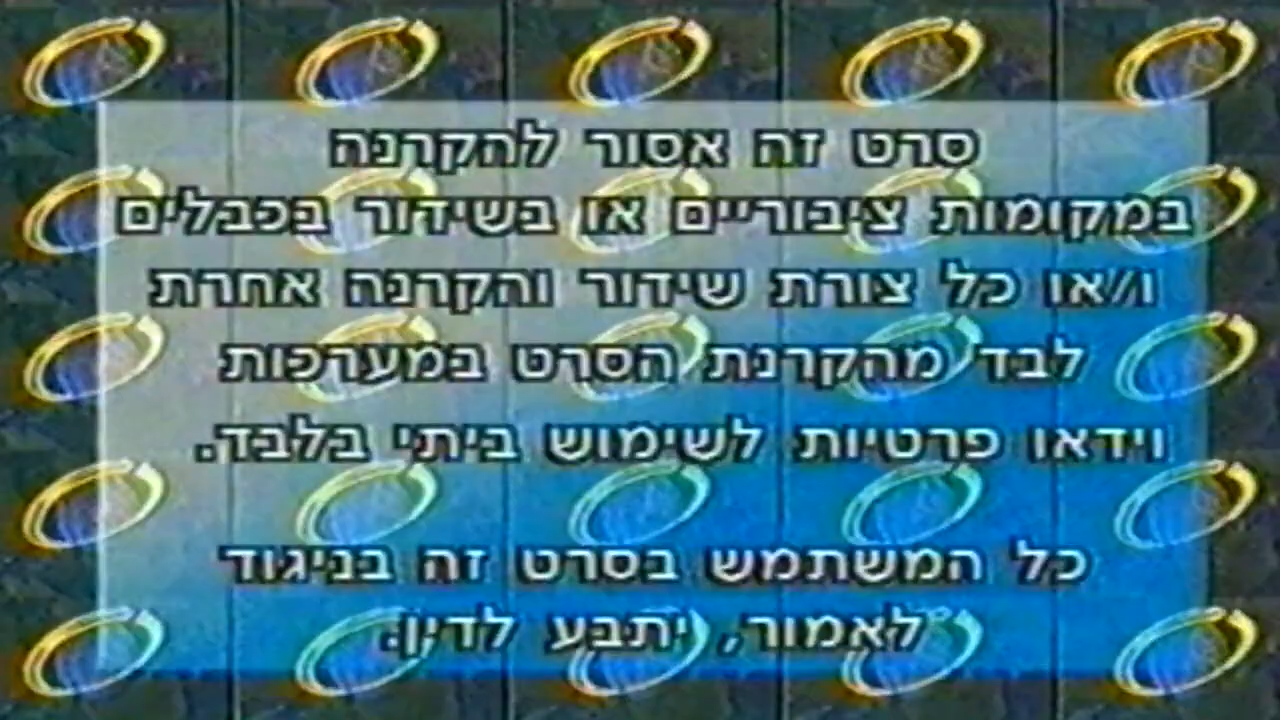 סרט זה אסור להקרנה
במקומות ציבוריים או בשידור בכבלים
ו/או כל צורת שידור והקרנה אחרת
לבד מהקרנת הסרט במערכות
וידאו פרטיות לשימוש ביתי בלבד.
כל המשתמש בסרט זה בניגוד
לאמור, יתבע לדין.